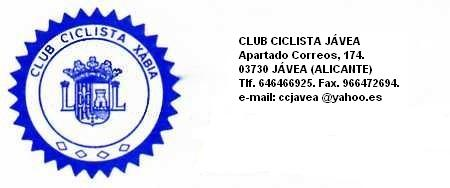 CLUB CICLISTA XÀBIA
L L
CLUB CICLISTA JÁVEA
Apartado Correos, 174.
03730 JÁVEA (ALICANTE)
Tlf. 646466925. Fax. 966472694.
e-mail: ccjavea @yahoo.es